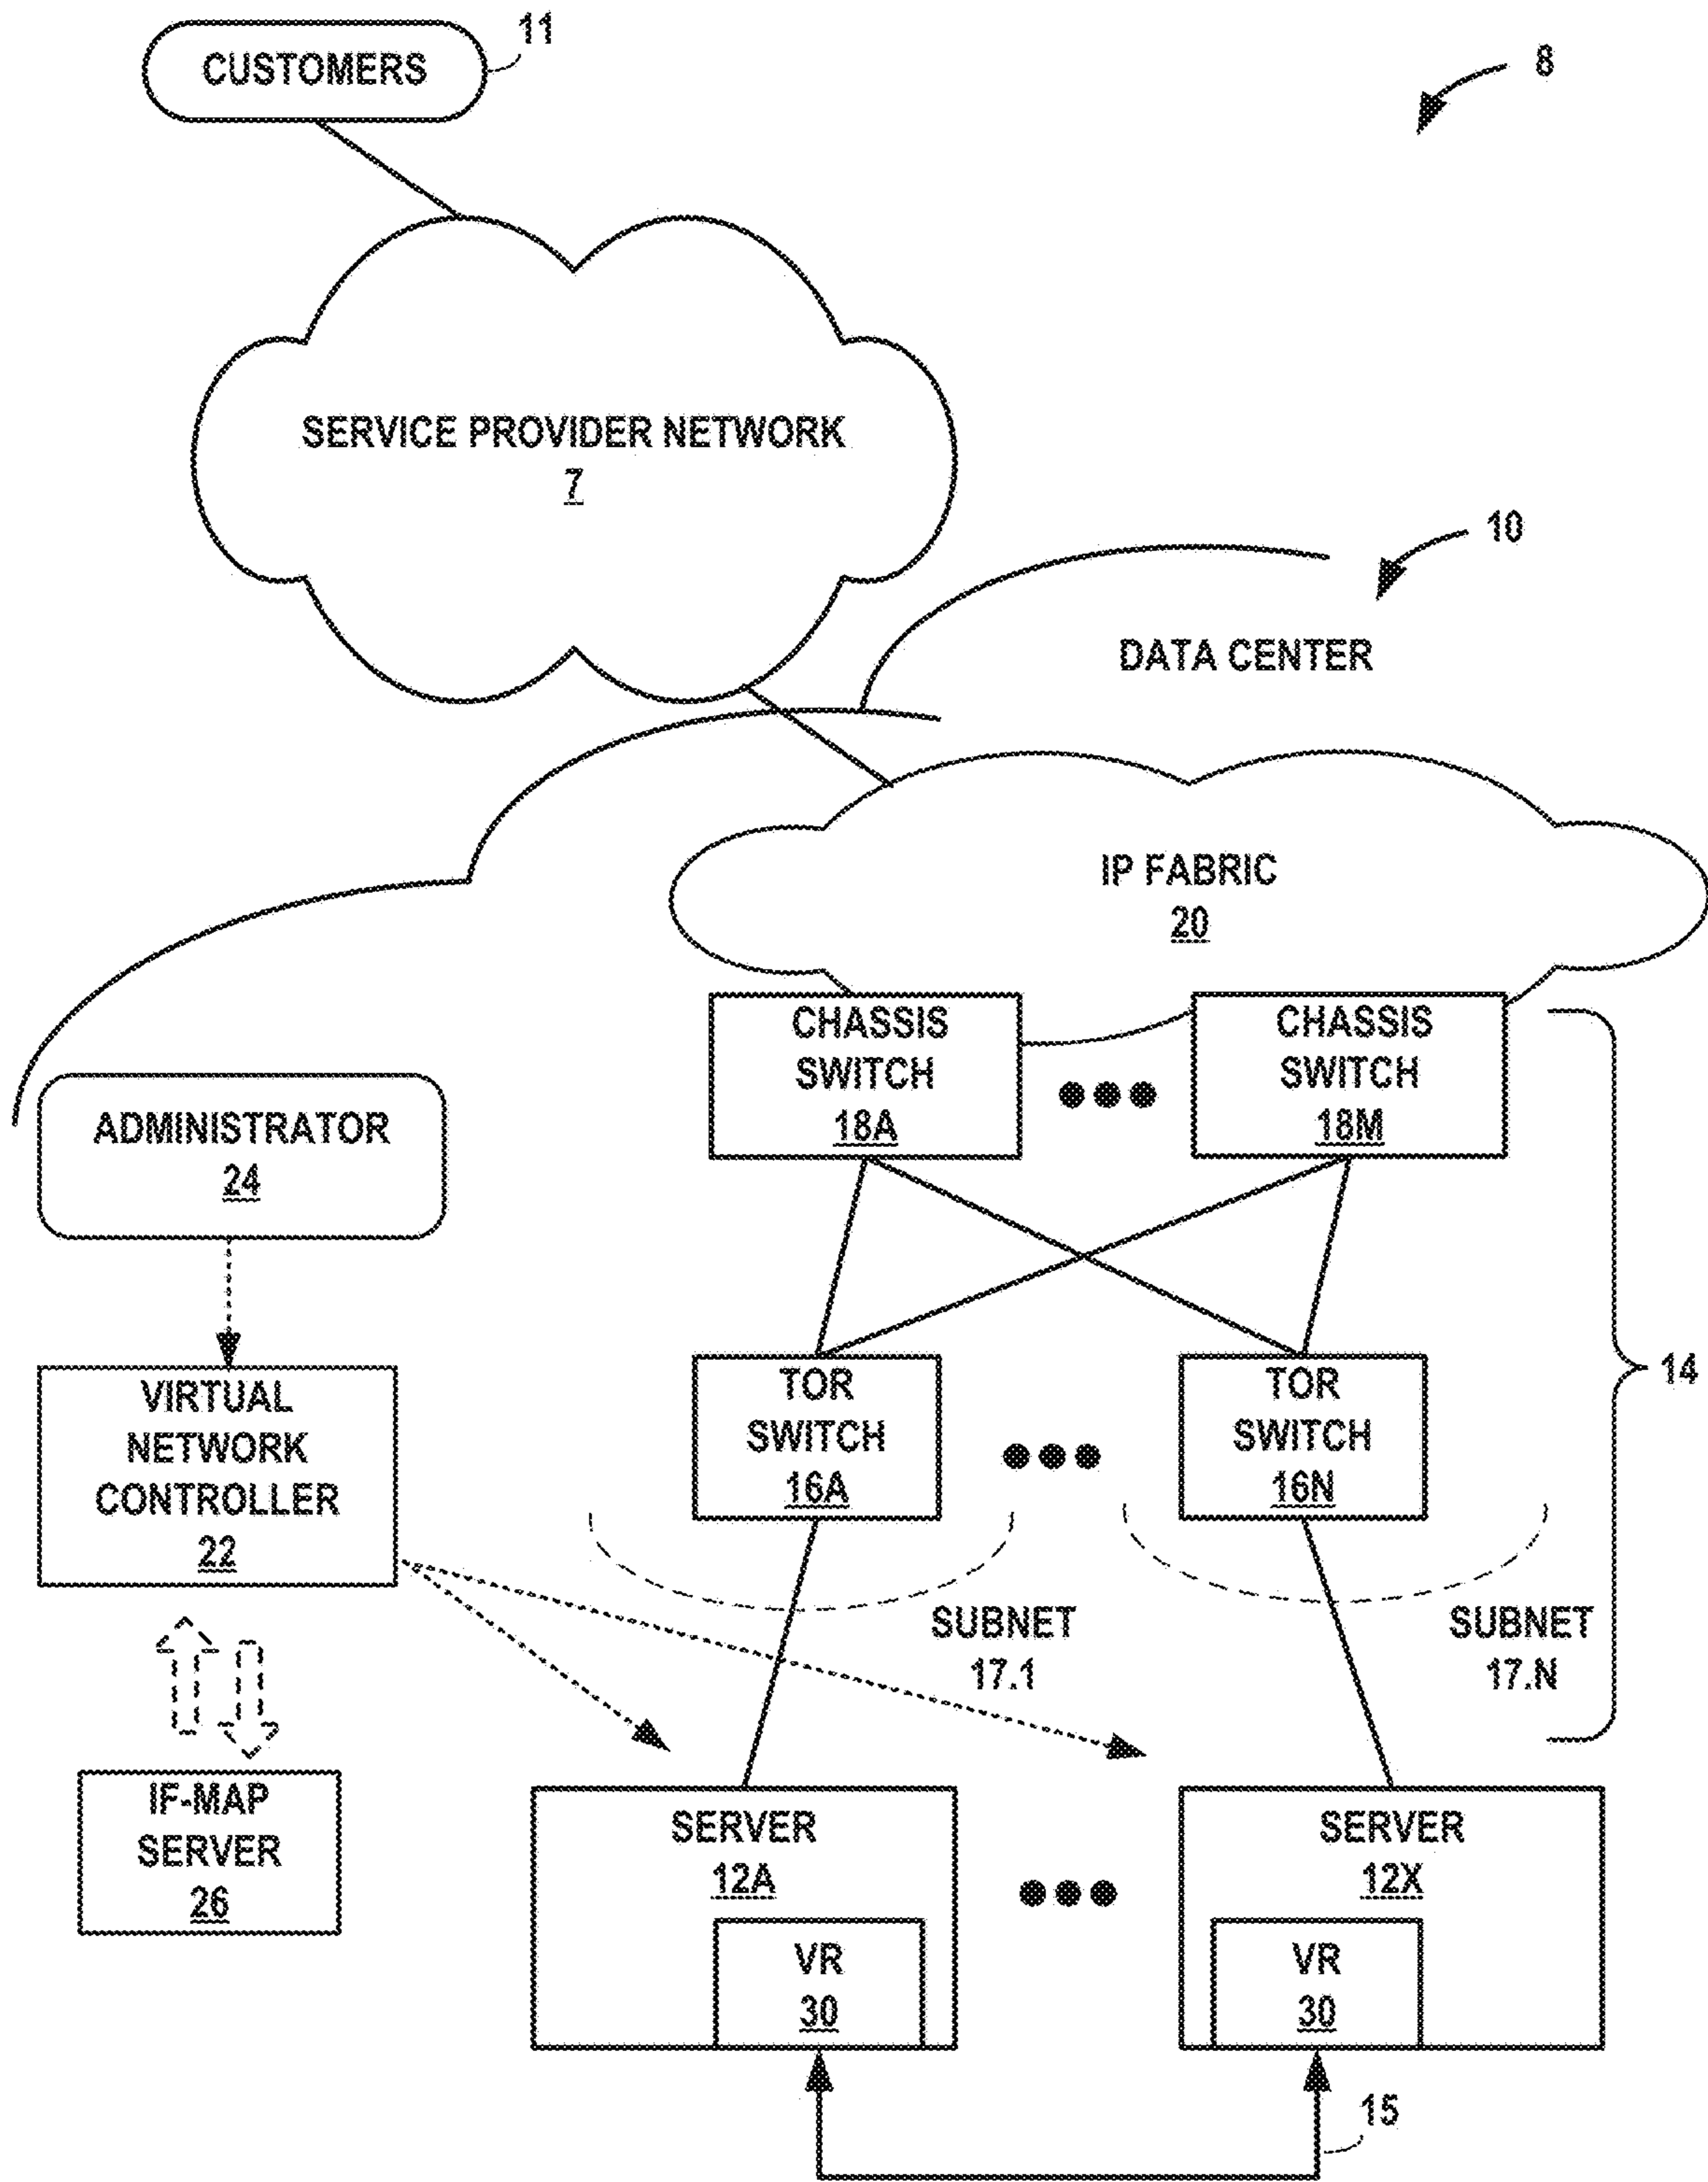 11
CUSTOMERS
8
SERVICE PROVIDER NETWORK
7
10
DATA CENTER
IP FABRIC
20
CHASSIS
SWITCH
18A
CHASSIS
SWITCH
18M
ADMINISTRATOR
24
VIRTUAL
NETWORK
CONTROLLER
22
TOR
SWITCH
16A
TOR
SWITCH
16N
14
SUBNET
17.1
SUBNET
17.N
IF-MAP
SERVER
26
SERVER
12A
VR
30
SERVER
12X
VR
30
15